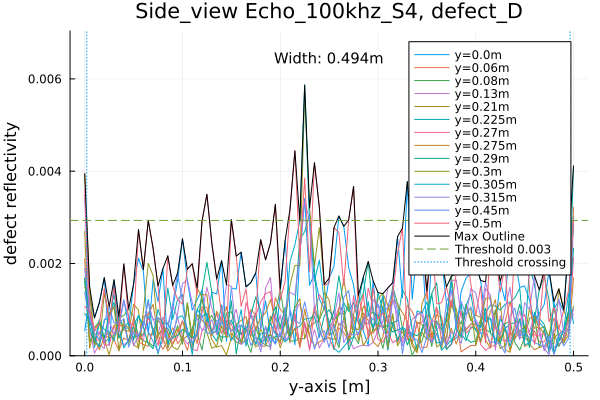 Side_view Echo_100khz_S4, defect_D
Width: 0.494m
y=0.0m
y=0.06m
y=0.08m
y=0.13m
y=0.21m
y=0.225m
y=0.27m
y=0.275m
y=0.29m
y=0.3m
y=0.305m
y=0.315m
y=0.45m
y=0.5m
Max Outline
Threshold 0.003
Threshold crossing
defect reflectivity
0.006
0.004
0.002
0.000
0.0 0.1 0.2 0.3 0.4 0.5
y-axis [m]